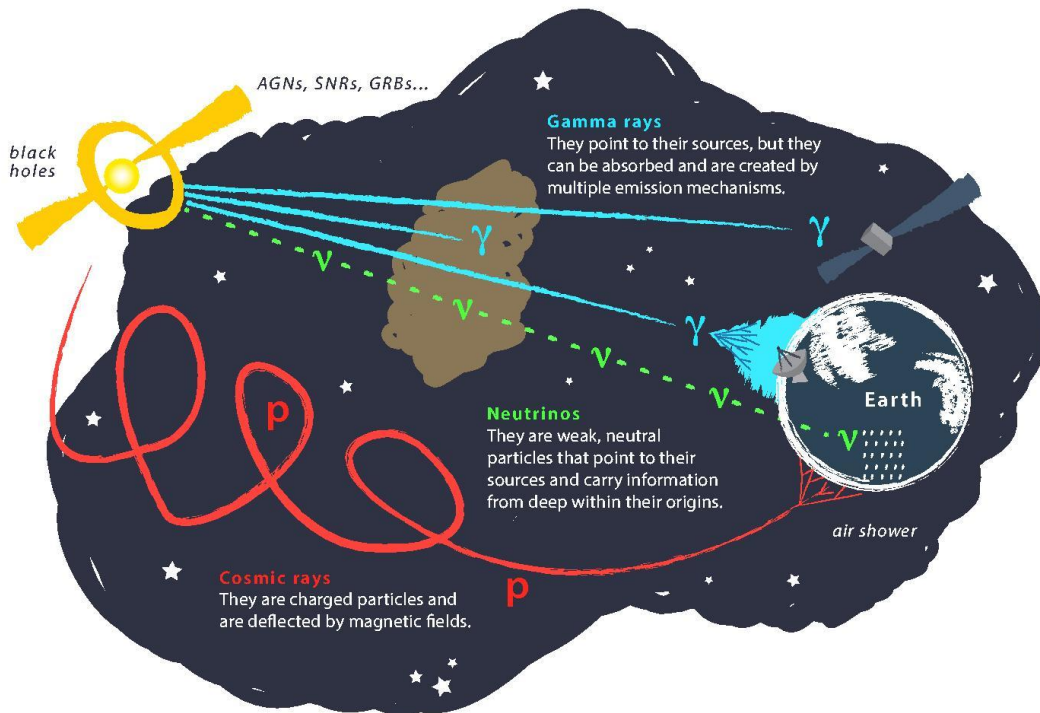 AGNs, SNRs, GRBs...
black
holes
Gamma rays
They point to their sources, but they
can be absorbed and are created by
multiple emission mechanisms.
γ
γ
ν
ν
γ
ν
ν
Earth
ν
p
Neutrinos
They are weak, neutral
particles that point to their
sources and carry information
from deep within their origins.
air shower
p
Cosmic rays
They are charged particles and
are deflected by magnetic fields.